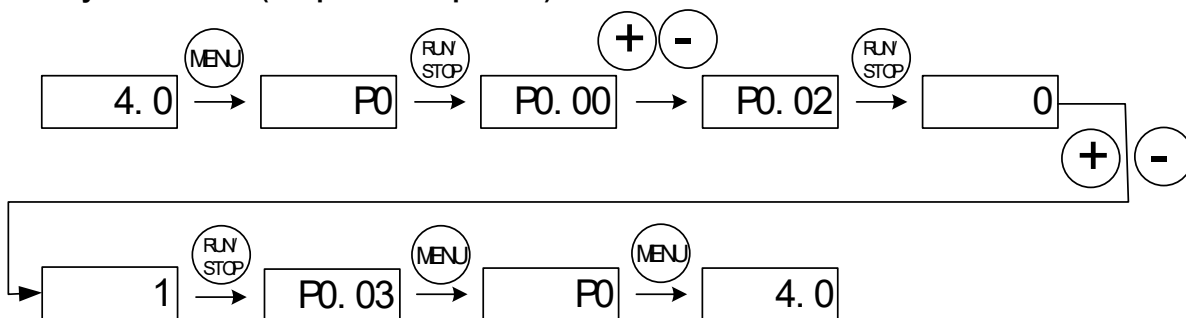 + -
MENU RUN/ STOP RUN/ STOP
4. 0 P0 P0. 00 P0. 02 0
+ -
RUN/ STOP MENU MENU
1 P0. 03 P0 4. 0